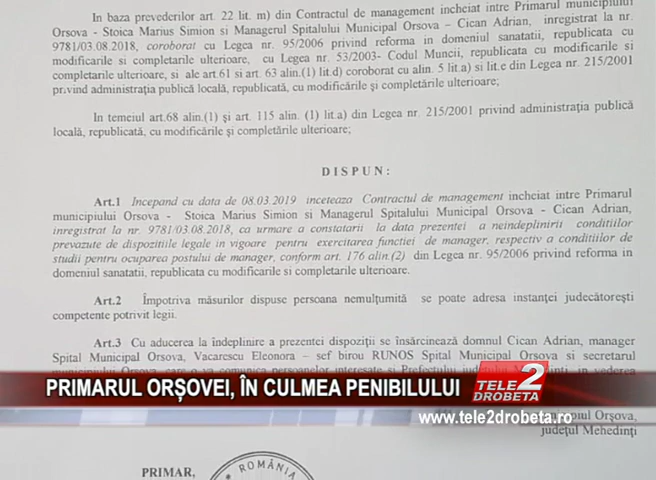 In baza prevederilor art. 22 lit. m) din Contractul de management incheiat intre Primarul municipiului
Orsova - Stoica Marius Simion si Managerul Spitalului Municipal Orsova – Cican Adrian, inregistrat la nr.
9781/03.08.2018, coroborat cu Legea nr. 95/2006 privind reforma in domeniul sanatatii, republicata cu
modificarile si completarile ulterioare, cu Legea nr. 53/2003- Codul Muncii, republicata cu modificarile si
completarile ulterioare, si ale art.61 si art. 63 alin.(1) lit.d) coroborat cu alin. 5 lit.a) si lit.e din Legea nr. 215/2001
privind administrația publică locală, republicată, cu modificările și completările ulterioare;
In temeiul art.68 alin.(1) și art. 115 alin. (1) lit.a) din Legea nr. 215/2001 privind administrația publică
locală, republicată, cu modificările și completările ulterioare;
DISPUN:
Art.1 Incepand cu data de 08.03.2019 inceteaza Contractul de management incheiat intre Primarul
municipiului Orsova - Stoica Marius Simion si Managerul Spitalului Municipal Orsova - Cican Adrian,
inregistrat la nr. 9781/03.08.2018, ca urmare a constatarii la data prezentei a neindeplinirii conditiilor
prevazute de dispozitiile legale in vigoare pentru exercitarea functiei de manager, respectiv a conditiilor de
studii pentru ocuparea postului de manager, conform art. 176 alin.(2) din Legea nr. 95/2006 privind reforma in
domeniul sanatatii, republicata cu modificarile si completarile ulterioare.
Art.2 Împotriva măsurilor dispuse persoana nemulțumită se poate adresa instanței judecătorești
competente potrivit legii.
Art.3 Cu aducerea la îndeplinire a prezentei dispoziții se însărcinează domnul Cican Adrian, manager
Spital Municipal Orsova, Vacarescu Eleonora – șef birou RUNOS Spital Municipal Orsova si secretarul
PRIMARUL ORȘOVEI, ÎN CULMEA PENIBILULUI
TELE 2
DROBETA
www.tele2drobeta.ro
Orșova,
județul Mehedinți
PRIMAR,
ROMÂNIA